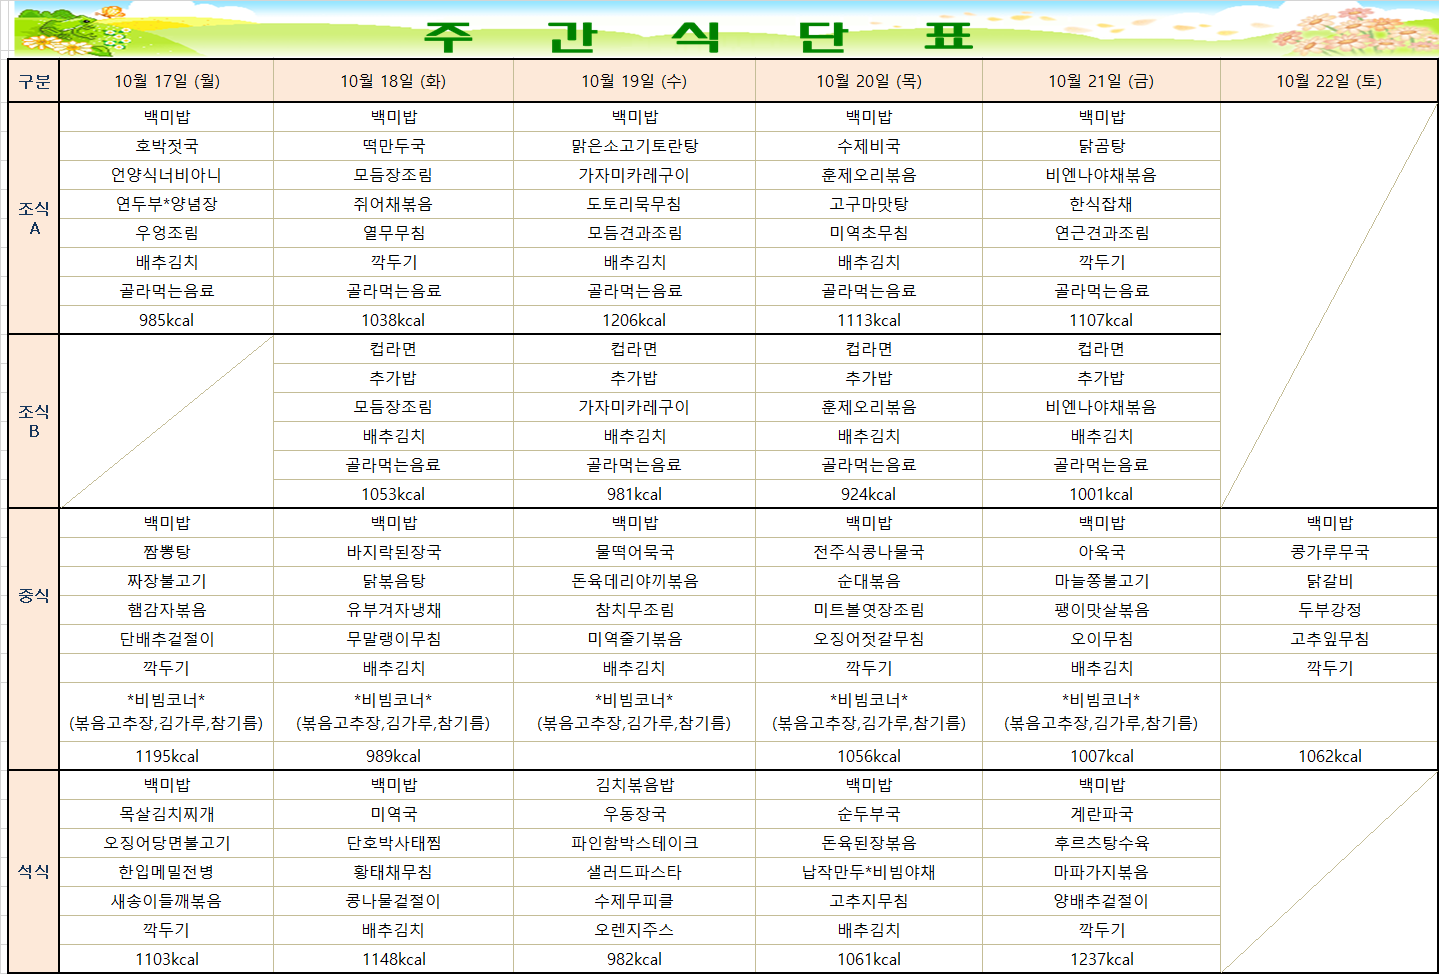 주 간 식 단 표
구분 10월 17일 (월) 10월 18일 (화) 10월 19일 (수) 10월 20일 (목) 10월 21일 (금) 10월 22일 (토)
조식 A
백미밥 백미밥 백미밥 백미밥 백미밥
호박젓국 떡만두국 맑은소고기토란탕 수제비국 닭곰탕
언양식너비아니 모듬장조림 가자미카레구이 훈제오리볶음 비엔나야채볶음
연두부*양념장 쥐어채볶음 도토리묵무침 고구마맛탕 한식잡채
우엉조림 열무무침 모듬견과조림 미역초무침 연근견과조림
배추김치 깍두기 배추김치 배추김치 깍두기
골라먹는음료 골라먹는음료 골라먹는음료 골라먹는음료 골라먹는음료
985kcal 1038kcal 1206kcal 1113kcal 1107kcal
조식 B
컵라면 컵라면 컵라면 컵라면
추가밥 추가밥 추가밥 추가밥
모듬장조림 가자미카레구이 훈제오리볶음 비엔나야채볶음
배추김치 배추김치 배추김치 배추김치
골라먹는음료 골라먹는음료 골라먹는음료 골라먹는음료
1053kcal 981kcal 924kcal 1001kcal
중식
백미밥 백미밥 백미밥 백미밥 백미밥 백미밥
짬뽕탕 바지락된장국 물떡어묵국 전주식콩나물국 아욱국 콩가루무국
짜장불고기 닭볶음탕 돈육데리야끼볶음 순대볶음 마늘쫑불고기 닭갈비
햄감자볶음 유부겨자냉채 참치무조림 미트볼엿장조림 팽이맛살볶음 두부강정
단배추겉절이 무말랭이무침 미역줄기볶음 오징어젓갈무침 오이무침 고추잎무침
깍두기 배추김치 배추김치 깍두기 배추김치 깍두기
*비빔코너* *비빔코너* *비빔코너* *비빔코너* *비빔코너*
(볶음고추장,김가루,참기름) (볶음고추장,김가루,참기름) (볶음고추장,김가루,참기름) (볶음고추장,김가루,참기름) (볶음고추장,김가루,참기름)
1195kcal 989kcal 1056kcal 1007kcal 1062kcal
석식
백미밥 백미밥 김치볶음밥 백미밥 백미밥
목살김치찌개 미역국 우동장국 순두부국 계란파국
오징어당면불고기 단호박사태찜 파인함박스테이크 돈육된장볶음 후르츠탕수육
한입메밀전병 황태채무침 샐러드파스타 납작만두*비빔야채 마파가지볶음
새송이들깨볶음 콩나물겉절이 수제무피클 고추지무침 양배추겉절이
깍두기 배추김치 오렌지주스 배추김치 깍두기
1103kcal 1148kcal 982kcal 1061kcal 1237kcal